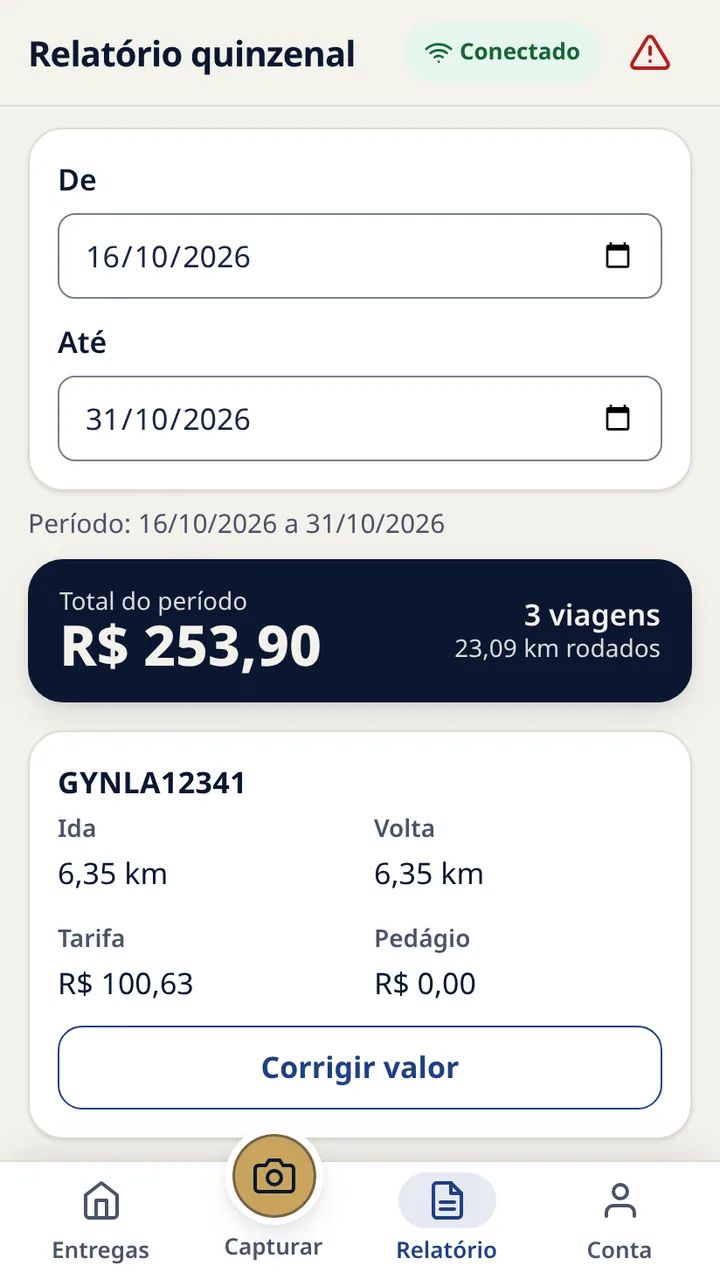 Relatório quinzenal
Conectado
De
16/10/2026
Até
31/10/2026
Período: 16/10/2026 a 31/10/2026
Total do período
R$ 253,90
3 viagens
23,09 km rodados
GYNLA12341
Ida
Volta
6,35 km
6,35 km
Tarifa
Pedágio
R$ 100,63
R$ 0,00
Corrigir valor
Entregas
Capturar
Relatório
Conta